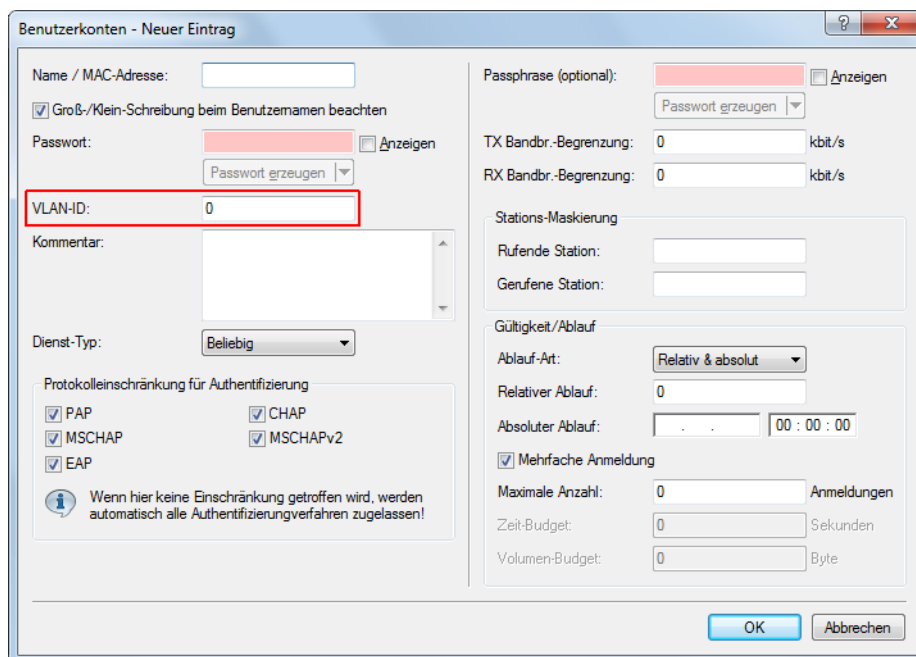 Benutzerkonten - Neuer Eintrag
Name / MAC-Adresse:
Groß-/Klein-Schreibung beim Benutzernamen beachten
Passwort:
Anzeigen
Passwort erzeugen
VLAN-ID:
0
Kommentar:
Dienst-Typ:
Beliebig
Protokolleinschränkung für Authentifizierung
PAP
CHAP
MSCHAP
MSCHAPv2
EAP
Wenn hier keine Einschränkung getroffen wird, werden
automatisch alle Authentifizierungverfahren zugelassen!
Passphrase (optional):
Anzeigen
Passwort erzeugen
TX Bandbr.-Begrenzung:
0
kbit/s
RX Bandbr.-Begrenzung:
0
kbit/s
Stations-Maskierung
Rufende Station:
Gerufene Station:
Gültigkeit/Ablauf
Ablauf-Art:
Relativ & absolut
Relativer Ablauf:
0
Absoluter Ablauf:
. .
00 : 00 : 00
Mehrfache Anmeldung
Maximale Anzahl:
0
Anmeldungen
Zeit-Budget:
0
Sekunden
Volumen-Budget:
0
Byte
OK
Abbrechen